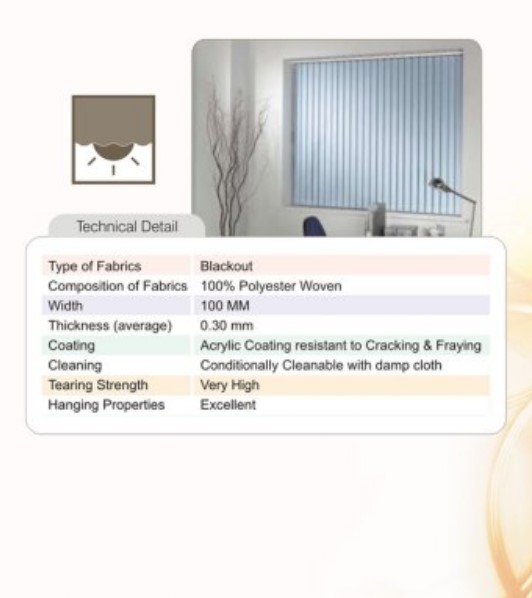 Technical Detail
Type of Fabrics Blackout
Composition of Fabrics 100% Polyester Woven
Width 100 MM
Thickness (average) 0.30 mm
Coating Acrylic Coating resistant to Cracking & Fraying
Cleaning Conditionally Cleanable with damp cloth
Tearing Strength Very High
Hanging Properties Excellent